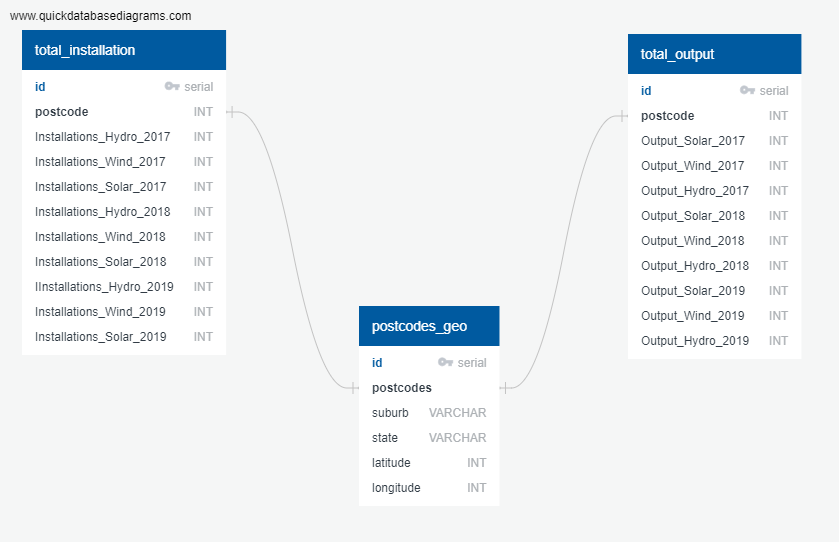 www.quickdatabasediagrams.com
total_installation
id serial
postcode INT
Installations_Hydro_2017 INT
Installations_Wind_2017 INT
Installations_Solar_2017 INT
Installations_Hydro_2018 INT
Installations_Wind_2018 INT
Installations_Solar_2018 INT
IInstallations_Hydro_2019 INT
Installations_Wind_2019 INT
Installations_Solar_2019 INT
total_output
id serial
postcode INT
Output_Solar_2017 INT
Output_Wind_2017 INT
Output_Hydro_2017 INT
Output_Solar_2018 INT
Output_Wind_2018 INT
Output_Hydro_2018 INT
Output_Solar_2019 INT
Output_Wind_2019 INT
Output_Hydro_2019 INT
postcodes_geo
id serial
postcodes
suburb VARCHAR
state VARCHAR
latitude INT
longitude INT